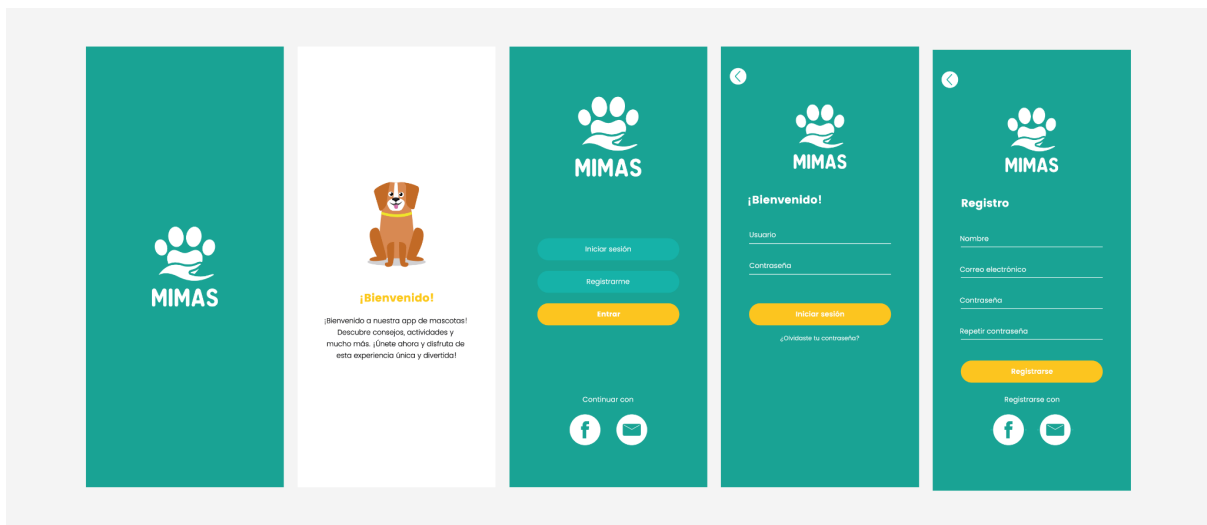 MIMAS
¡Bienvenido!
¡Bienvenido a nuestra app de mascotas!
Descubre consejos, actividades y
mucho más. ¡Únete ahora y disfruta de
esta experiencia única y divertida!
MIMAS
Iniciar sesión
Registrarme
Entrar
Continuar con
f
MIMAS
¡Bienvenido!
Usuario
Contraseña
Iniciar sesión
¿Olvidaste tu contraseña?
MIMAS
Registro
Nombre
Correo electrónico
Contraseña
Repetir contraseña
Registrarse
Registrarse con
f